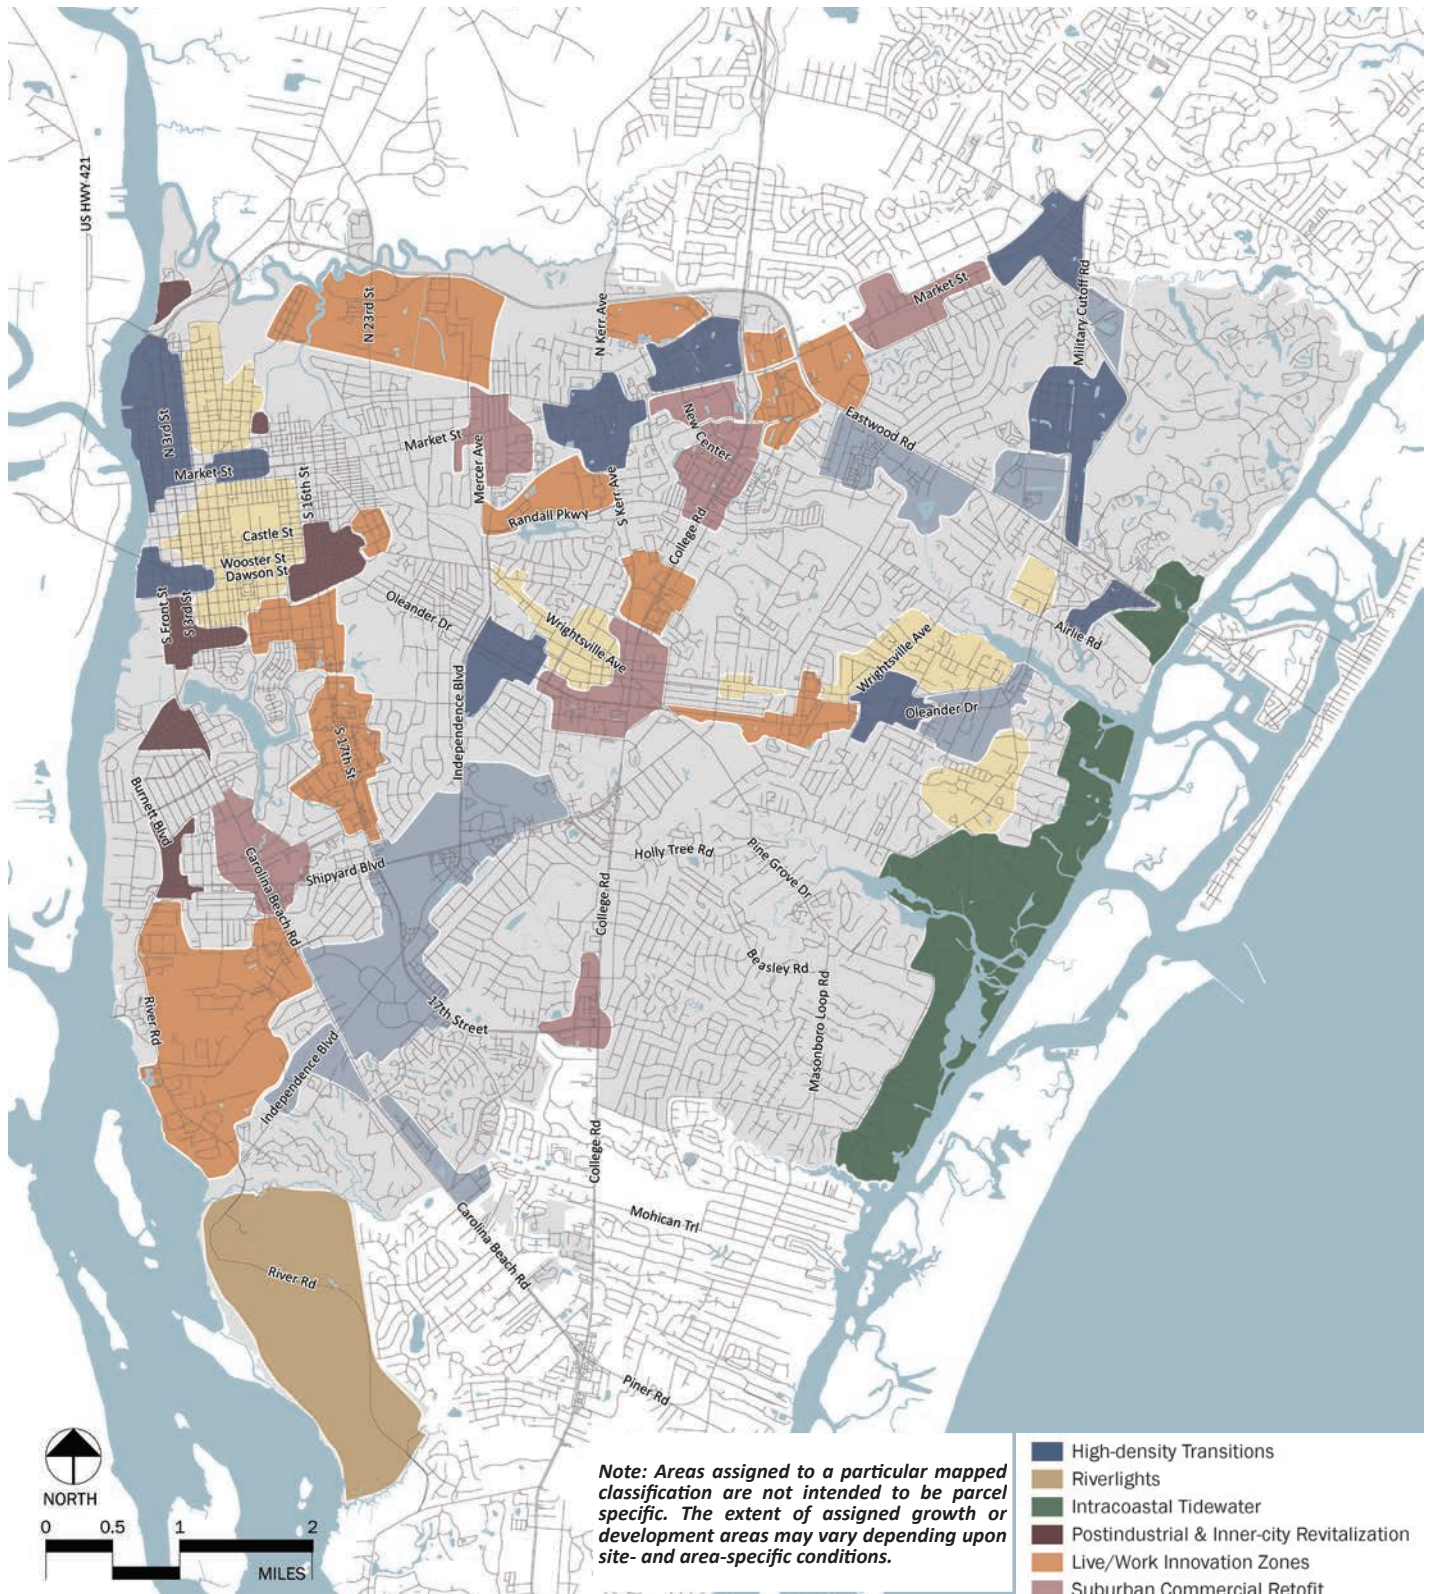 US HWY 421
N 23rd St
N Kerr Ave
Market St
Military Cutoff Rd
N 3rd St
Market St
Market St
Mercer Ave
New Center
Eastwood Rd
S 16th St
Castle St
Randall Pkwy
S Kerr Ave
College Rd
Wooster St
Dawson St
S Front St
S 3rd St
Oleander Dr
Wrightsville Ave
Wrightsville Ave
Airlie Rd
Independence Blvd
Oleander Dr
S 17th St
Burnett Blvd
Carolina Beach Rd
Shipyard Blvd
Holly Tree Rd
Pine Grove Dr
College Rd
Beasley Rd
Masonboro Loop Rd
River Rd
17th Street
Independence Blvd
College Rd
Carolina Beach Rd
Mohican Trl
River Rd
Piner Rd
NORTH
0 0.5 1 2
MILES
Note: Areas assigned to a particular mapped
classification are not intended to be parcel
specific. The extent of assigned growth or
development areas may vary depending upon
site- and area-specific conditions.
High-density Transitions
Riverlights
Intracoastal Tidewater
Postindustrial & Inner-city Revitalization
Live/Work Innovation Zones
Suburban Commercial Retofit